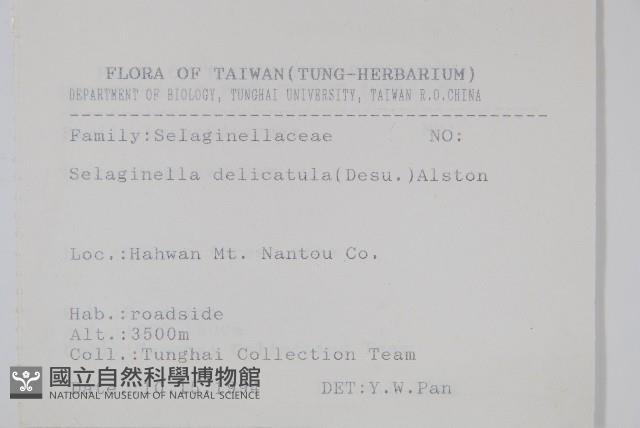 FLORA OF TAIWAN(TUNG-HERBARIUM)
DEPARTMENT OF BIOLOGY, TUNGHAI UNIVERSITY, TAIWAN R.O.CHINA
Family:Selaginellaceae NO:
Selaginella delicatula(Desu.)Alston
Loc.:Hahwan Mt. Nantou Co.
Hab.:roadside
Alt.:3500m
Coll.:Tunghai Collection Team
DET:Y.W.Pan
國立自然科學博物館
NATIONAL MUSEUM OF NATURAL SCIENCE